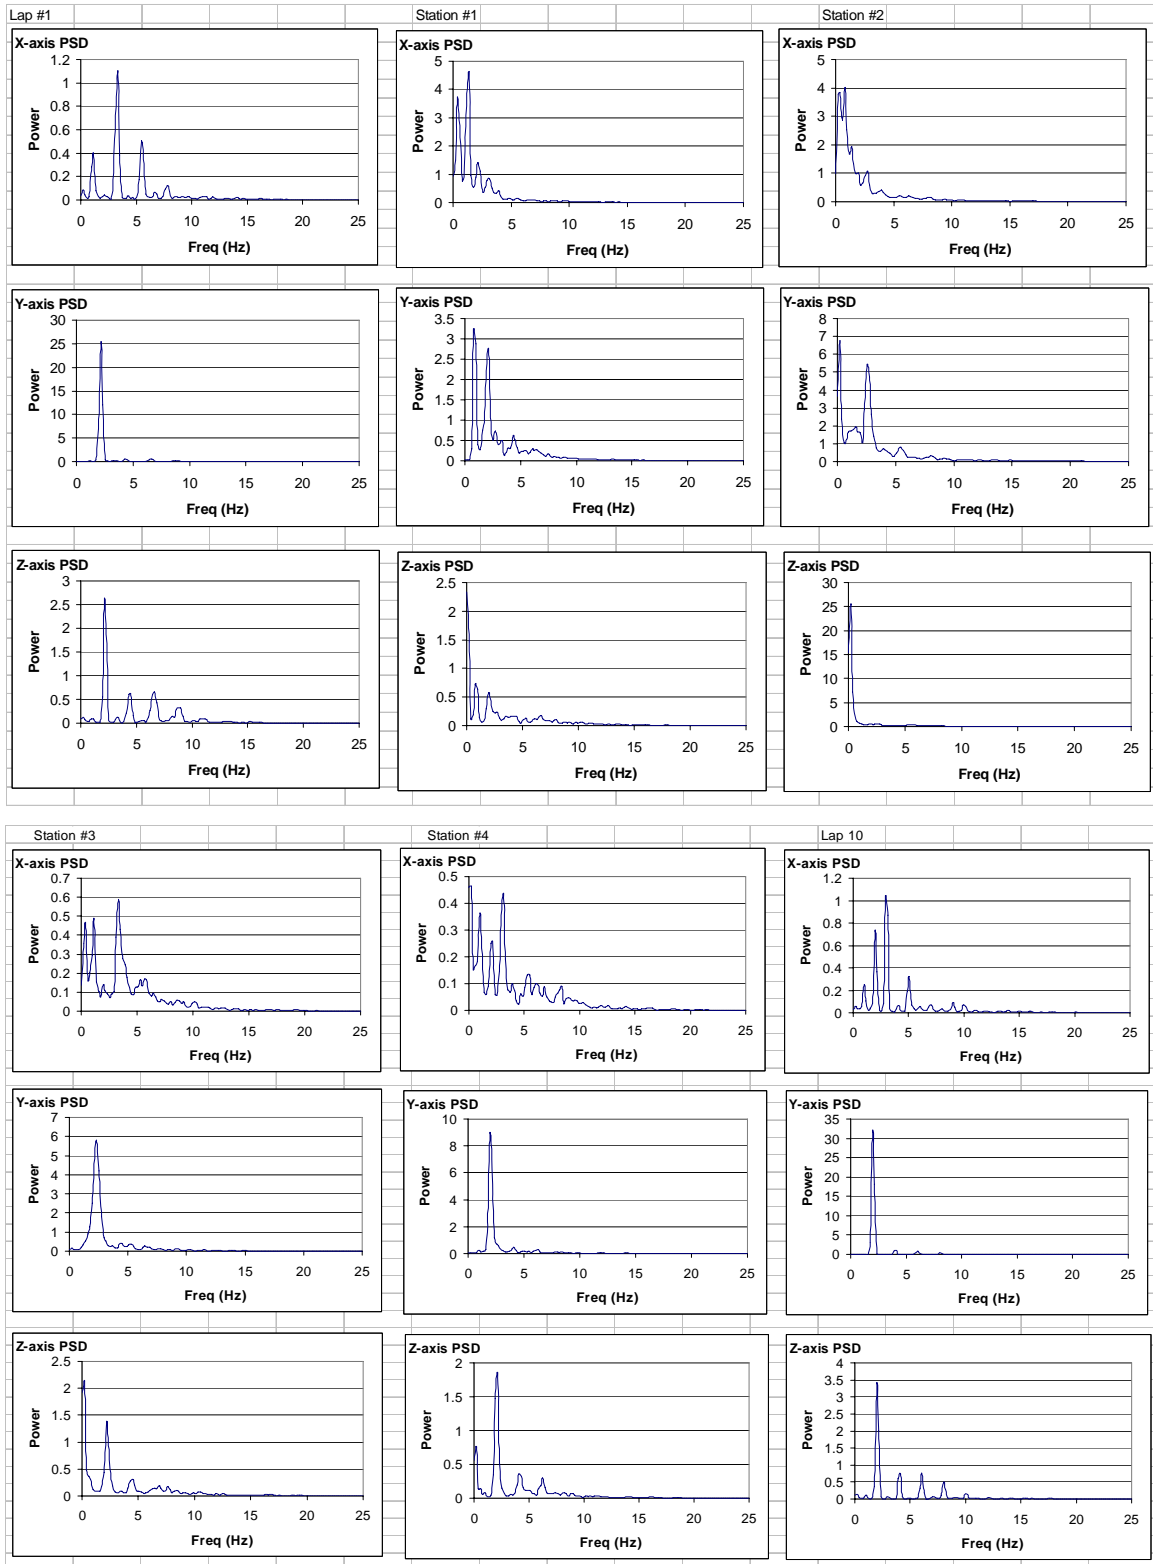 Lap #1
Station #1
Station #2
X-axis PSD
1.2
1
0.8
0.6
0.4
0.2
0
Power
0 5 10 15 20 25
Freq (Hz)
X-axis PSD
5
4
3
2
1
0
Power
0 5 10 15 20 25
Freq (Hz)
X-axis PSD
5
4
3
2
1
0
Power
0 5 10 15 20 25
Freq (Hz)
Y-axis PSD
30
25
20
15
10
5
0
Power
0 5 10 15 20 25
Freq (Hz)
Y-axis PSD
3.5
3
2.5
2
1.5
1
0.5
0
Power
0 5 10 15 20 25
Freq (Hz)
Y-axis PSD
8
7
6
5
4
3
2
1
0
Power
0 5 10 15 20 25
Freq (Hz)
Z-axis PSD
3
2.5
2
1.5
1
0.5
0
Power
0 5 10 15 20 25
Freq (Hz)
Z-axis PSD
2.5
2
1.5
1
0.5
0
Power
0 5 10 15 20 25
Freq (Hz)
Z-axis PSD
30
25
20
15
10
5
0
Power
0 5 10 15 20 25
Freq (Hz)
Station #3
Station #4
Lap 10
X-axis PSD
0.7
0.6
0.5
0.4
0.3
0.2
0.1
0
Power
0 5 10 15 20 25
Freq (Hz)
X-axis PSD
0.5
0.4
0.3
0.2
0.1
0
Power
0 5 10 15 20 25
Freq (Hz)
X-axis PSD
1.2
1
0.8
0.6
0.4
0.2
0
Power
0 5 10 15 20 25
Freq (Hz)
Y-axis PSD
7
6
5
4
3
2
1
0
Power
0 5 10 15 20 25
Freq (Hz)
Y-axis PSD
10
8
6
4
2
0
Power
0 5 10 15 20 25
Freq (Hz)
Y-axis PSD
35
30
25
20
15
10
5
0
Power
0 5 10 15 20 25
Freq (Hz)
Z-axis PSD
2.5
2
1.5
1
0.5
0
Power
0 5 10 15 20 25
Freq (Hz)
Z-axis PSD
2
1.5
1
0.5
0
Power
0 5 10 15 20 25
Freq (Hz)
Z-axis PSD
4
3.5
3
2.5
2
1.5
1
0.5
0
Power
0 5 10 15 20 25
Freq (Hz)